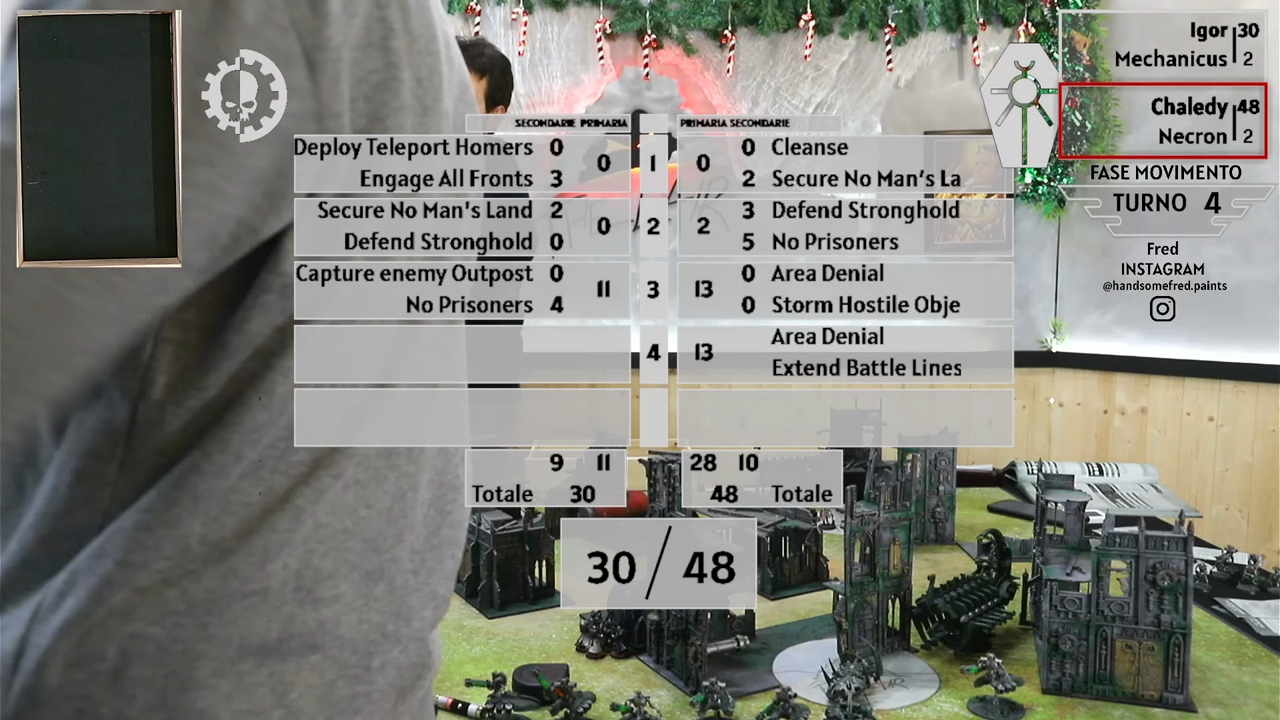 Igor 30
Mechanicus 2
Chaledy 48
Necron 2
FASE MOVIMENTO
TURNO 4
Fred
INSTAGRAM
@handsomefred.paints
SECONDARIE PRIMARIA
PRIMARIA SECONDARIE
Deploy Teleport Homers 0
Engage All Fronts 3
0
1
0
0 Cleanse
2 Secure No Man's La
Secure No Man's Land 2
Defend Stronghold 0
0
2
2
3 Defend Stronghold
5 No Prisoners
Capture enemy Outpost 0
No Prisoners 4
11
3
13
0 Area Denial
0 Storm Hostile Obje
4
13
Area Denial
Extend Battle Lines
9 11
Totale 30
28 10
48 Totale
30 / 48